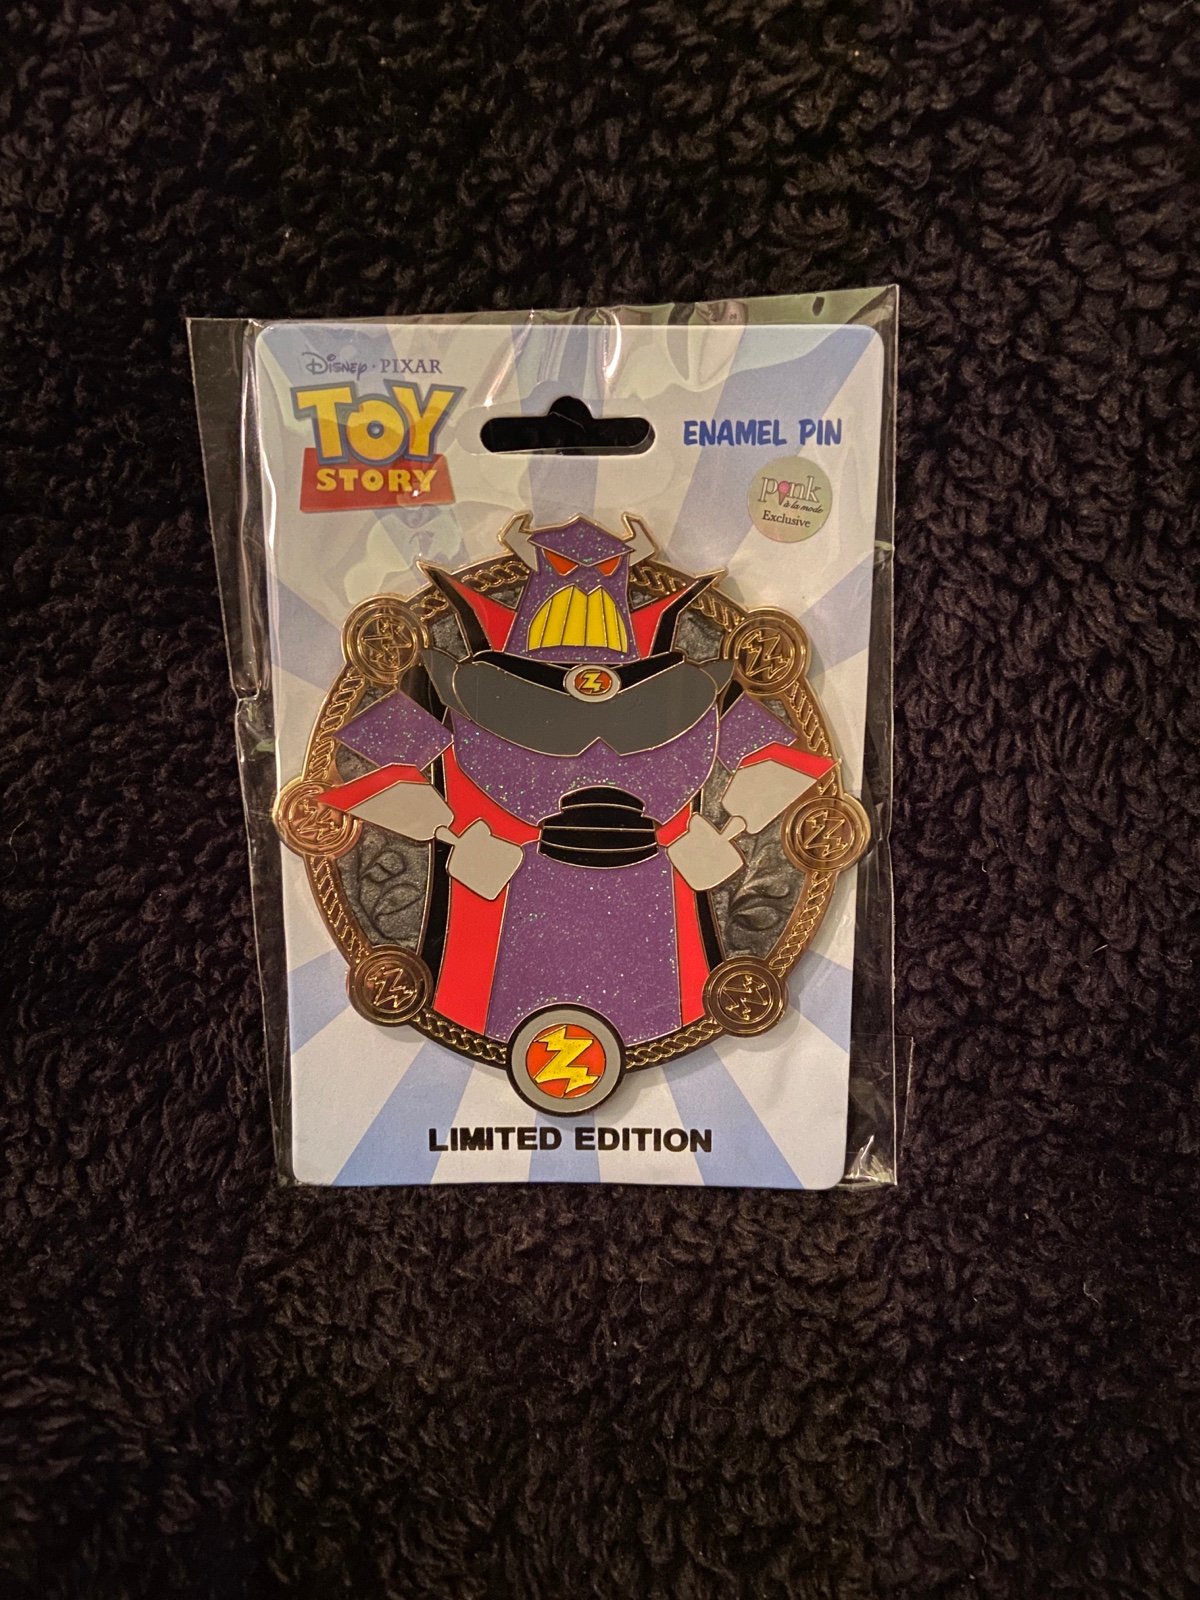 Disney · PIXAR
TOY
STORY
ENAMEL PIN
pink
à la mode
Exclusive
Z
Z
Z
Z
Z
Z
Z
Z
LIMITED EDITION